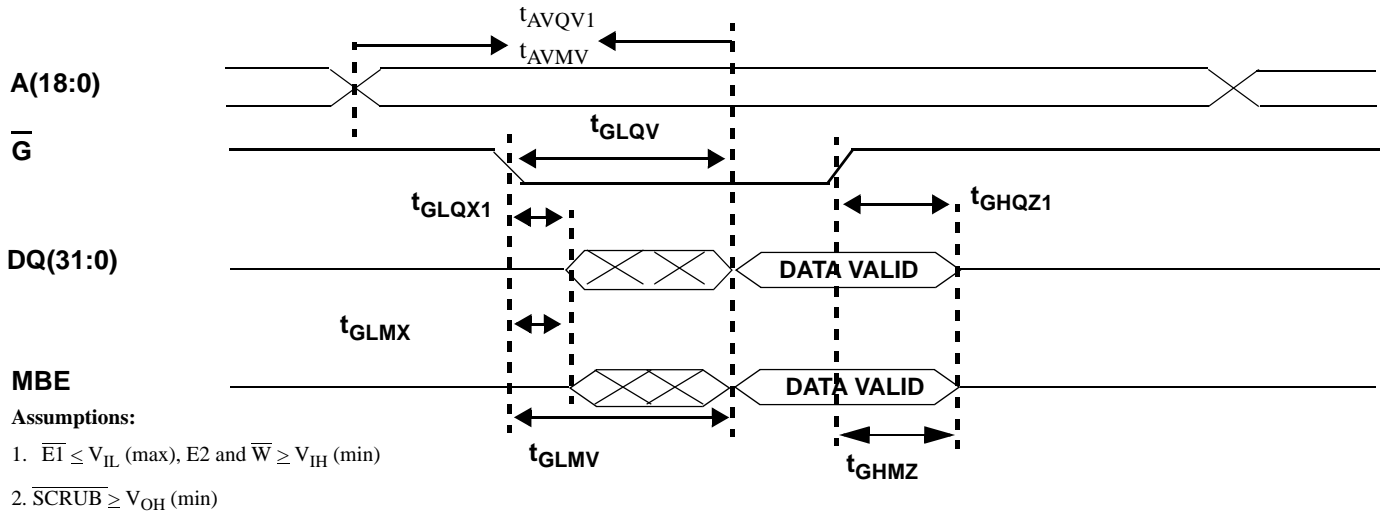 tAVQV1
tAVMV
A(18:0)
G
tGLQV
tGLQX1
tGHQZ1
DQ(31:0)
DATA VALID
tGLMX
MBE
DATA VALID
Assumptions:
tGLMV
tGHMZ
1. E1 ≤ VIL (max), E2 and W ≥ VIH (min)
2. SCRUB ≥ VOH (min)